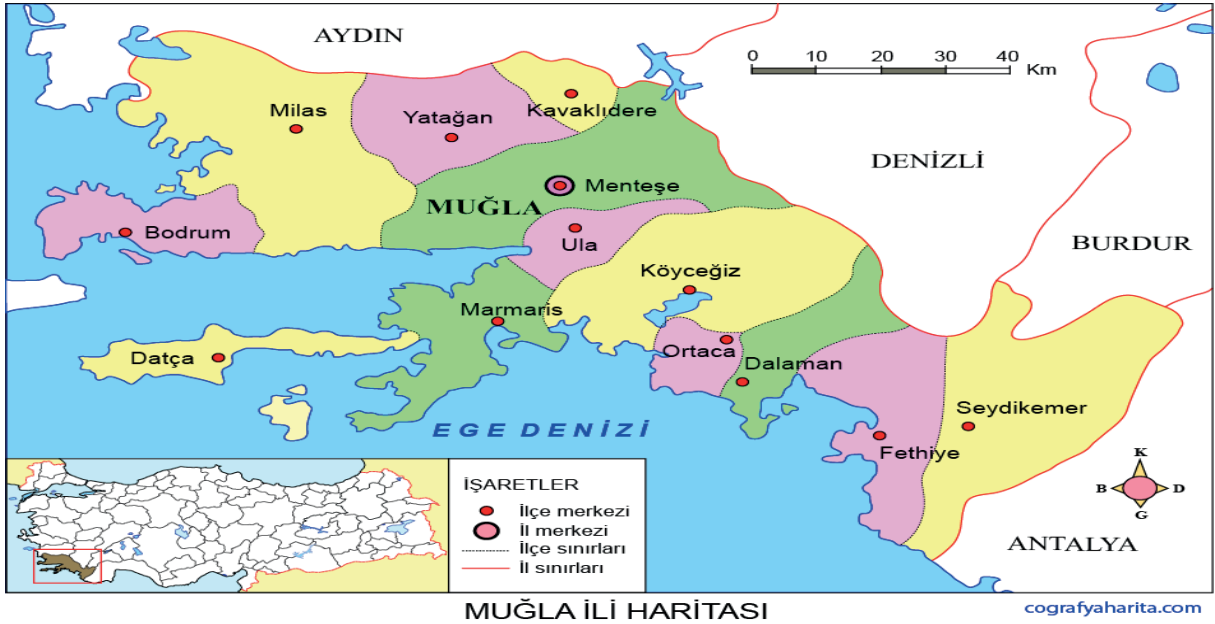 AYDIN
0 10 20 30 40
Km
Milas
Yatağan
Kavaklıdere
DENİZLİ
Menteşe
MUĞLA
Bodrum
Ula
BURDUR
Köyceğiz
Marmaris
Datça
Ortaca
Dalaman
Seydikemer
EGE DENİZİ
Fethiye
K
B D
G
ANTALYA
İŞARETLER
İlçe merkezi
İl merkezi
İlçe sınırları
İl sınırları
MUĞLA İLİ HARİTASI
cografyaharita.com